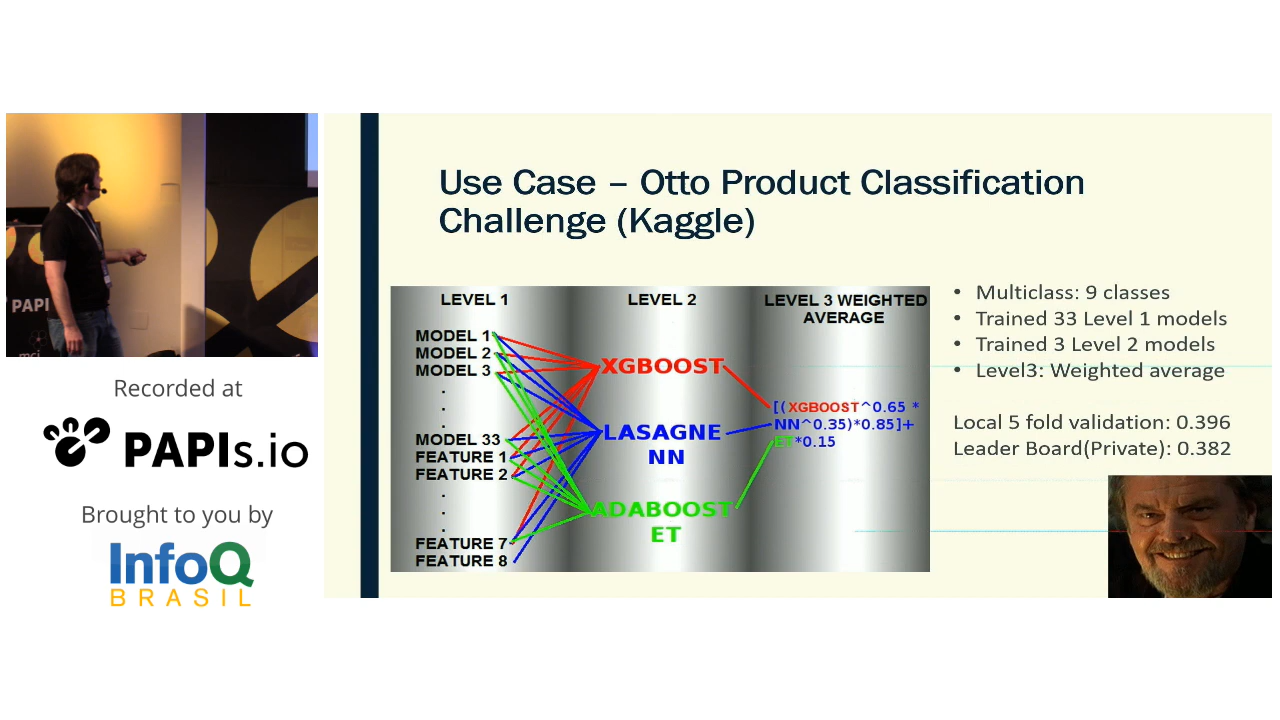 Use Case – Otto Product Classification
Challenge (Kaggle)
LEVEL 1
LEVEL 2
LEVEL 3 WEIGHTED
AVERAGE
MODEL 1
MODEL 2
MODEL 3
.
.
.
MODEL 33
FEATURE 1
FEATURE 2
.
.
.
FEATURE 7
FEATURE 8
XGBOOST
LASAGNE
NN
ADABOOST
ET
[(XGBOOST^0.65 *
NN^0.35)*0.85]+
ET*0.15
• Multiclass: 9 classes
• Trained 33 Level 1 models
• Trained 3 Level 2 models
• Level3: Weighted average
Local 5 fold validation: 0.396
Leader Board(Private): 0.382
PAPI
mci
Recorded at
PAPIs.io
Brought to you by
InfoQ
BRASIL